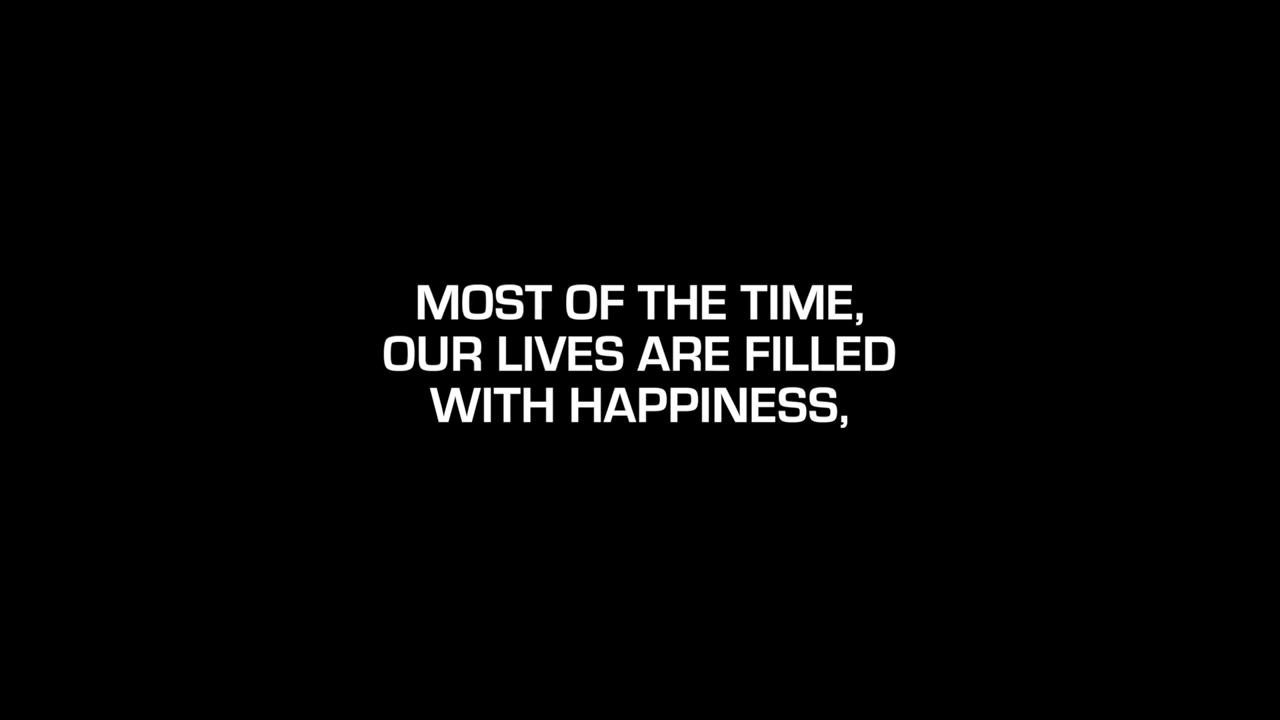 MOST OF THE TIME,
OUR LIVES ARE FILLED
WITH HAPPINESS,